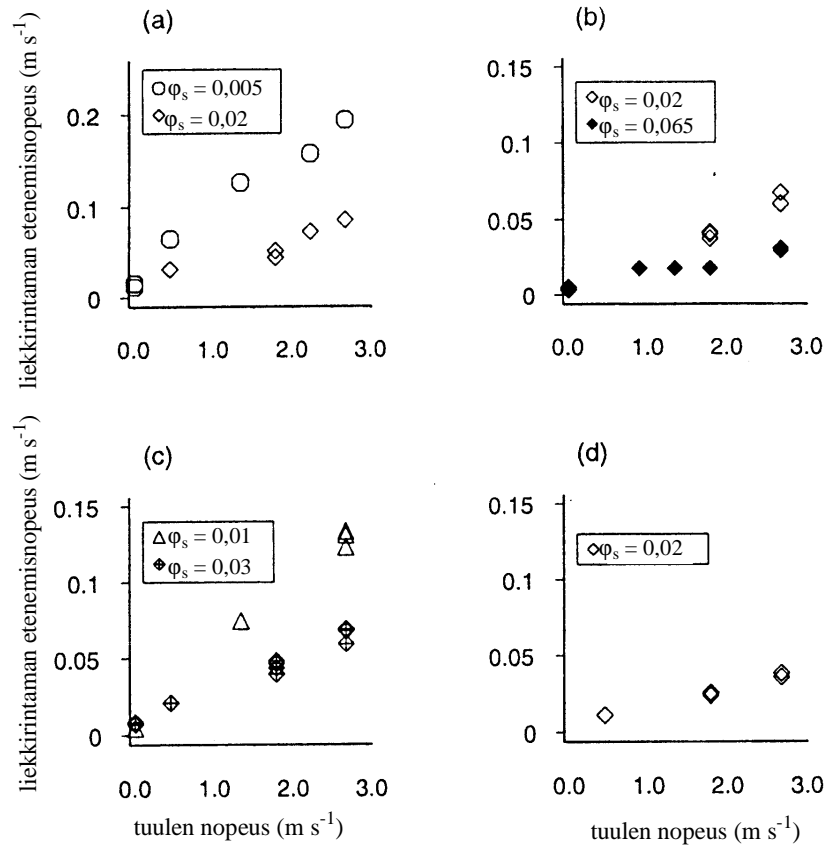 (a)
liekkirintaman etenemisnopeus (m s⁻¹)
0.2
0.1
0
φₛ = 0,005
φₛ = 0,02
0.0 1.0 2.0 3.0
(b)
0.15
0.1
0.05
0
φₛ = 0,02
φₛ = 0,065
0.0 1.0 2.0 3.0
(c)
liekkirintaman etenemisnopeus (m s⁻¹)
0.15
0.1
0.05
0
φₛ = 0,01
φₛ = 0,03
0.0 1.0 2.0 3.0
tuulen nopeus (m s⁻¹)
(d)
0.15
0.1
0.05
0
φₛ = 0,02
0.0 1.0 2.0 3.0
tuulen nopeus (m s⁻¹)